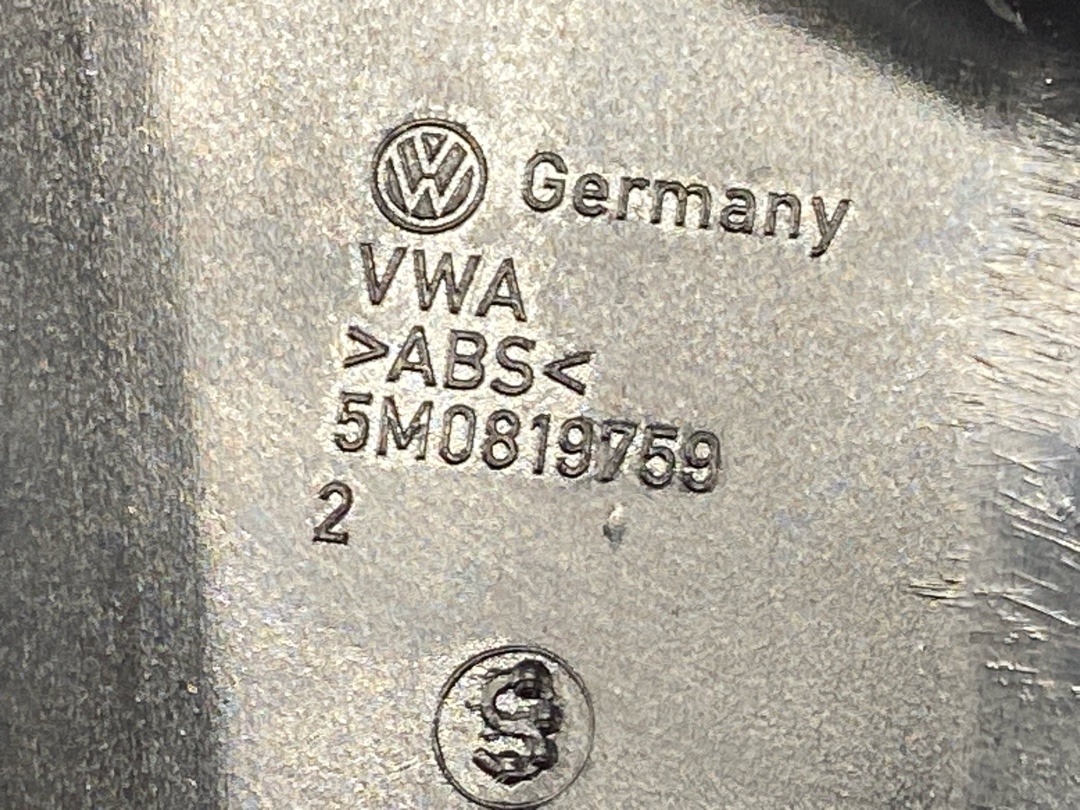 Germany
VWA
>ABS<
5M0819759
2